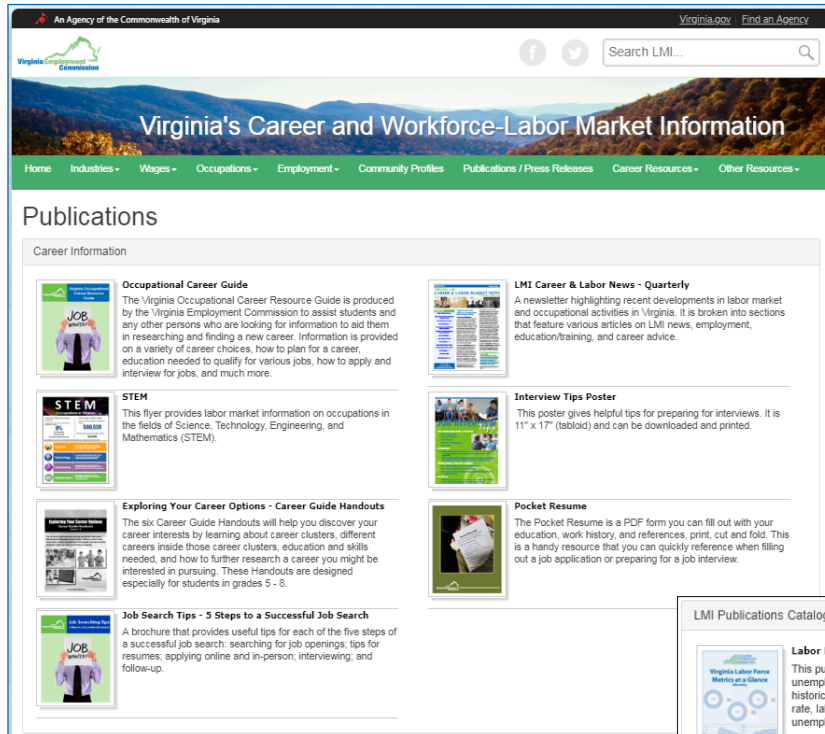 An Agency of the Commonwealth of Virginia
Virginia.gov | Find an Agency
Virginia Employment
Commission
Search LMI...
Virginia's Career and Workforce-Labor Market Information
Home Industries Wages Occupations Employment Community Profiles Publications / Press Releases Career Resources Other Resources
Publications
Career Information
Occupational Career Guide
The Virginia Occupational Career Resource Guide is produced
by the Virginia Employment Commission to assist students and
any other persons who are looking for information to aid them
in researching and finding a new career. Information is provided
on a variety of career choices, how to plan for a career,
education needed to qualify for various jobs, how to apply and
interview for jobs, and much more.
LMI Career & Labor News - Quarterly
A newsletter highlighting recent developments in labor market
and occupational activities in Virginia. It is broken into sections
that feature various articles on LMI news, employment,
education/training, and career advice.
STEM
This flyer provides labor market information on occupations in
the fields of Science, Technology, Engineering, and
Mathematics (STEM).
Interview Tips Poster
This poster gives helpful tips for preparing for interviews. It is
11" x 17" (tabloid) and can be downloaded and printed.
Exploring Your Career Options - Career Guide Handouts
The six Career Guide Handouts will help you discover your
career interests by learning about career clusters, different
careers inside those career clusters, education and skills
needed, and how to further research a career you might be
interested in pursuing. These Handouts are designed
especially for students in grades 5 - 8.
Pocket Resume
The Pocket Resume is a PDF form you can fill out with your
education, work history, and references, print, cut and fold. This
is a handy resource that you can quickly reference when filling
out a job application or preparing for a job interview.
Job Search Tips - 5 Steps to a Successful Job Search
A brochure that provides useful tips for each of the five steps of
a successful job search: searching for job openings; tips for
resumes; applying online and in-person; interviewing; and
follow-up.
JOB
STEM
JOB
LMI Publications Catalog
Virginia Labor Force
Metrics at a Glance
Labor
This pu
unemp
historic
rate, la
unemp